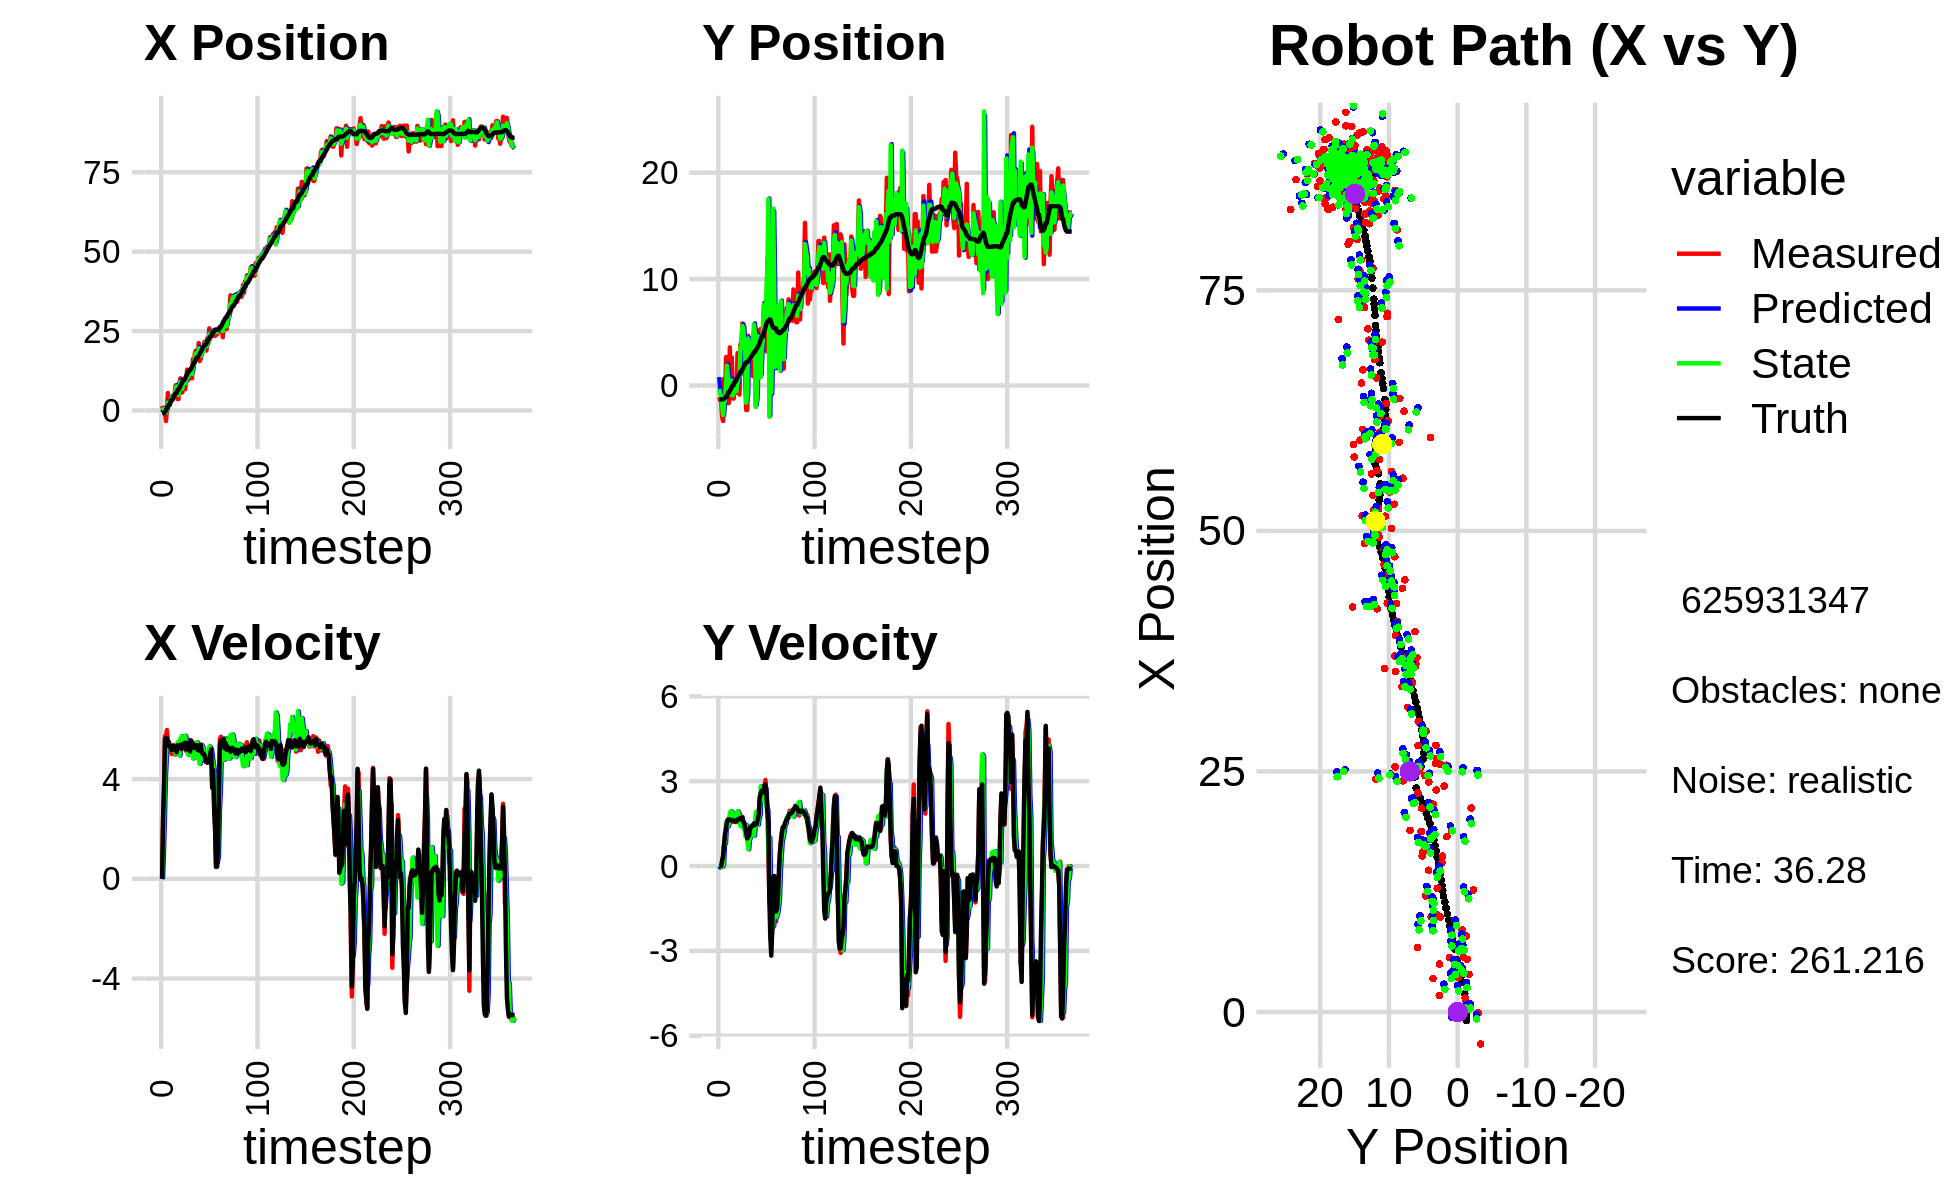 X Position
75
50
25
0
0
100
200
300
timestep
Y Position
20
10
0
0
100
200
300
timestep
X Velocity
4
0
-4
0
100
200
300
timestep
Y Velocity
6
3
0
-3
-6
0
100
200
300
timestep
Robot Path (X vs Y)
X Position
75
50
25
0
20 10 0 -10 -20
Y Position
variable
Measured
Predicted
State
Truth
625931347
Obstacles: none
Noise: realistic
Time: 36.28
Score: 261.216